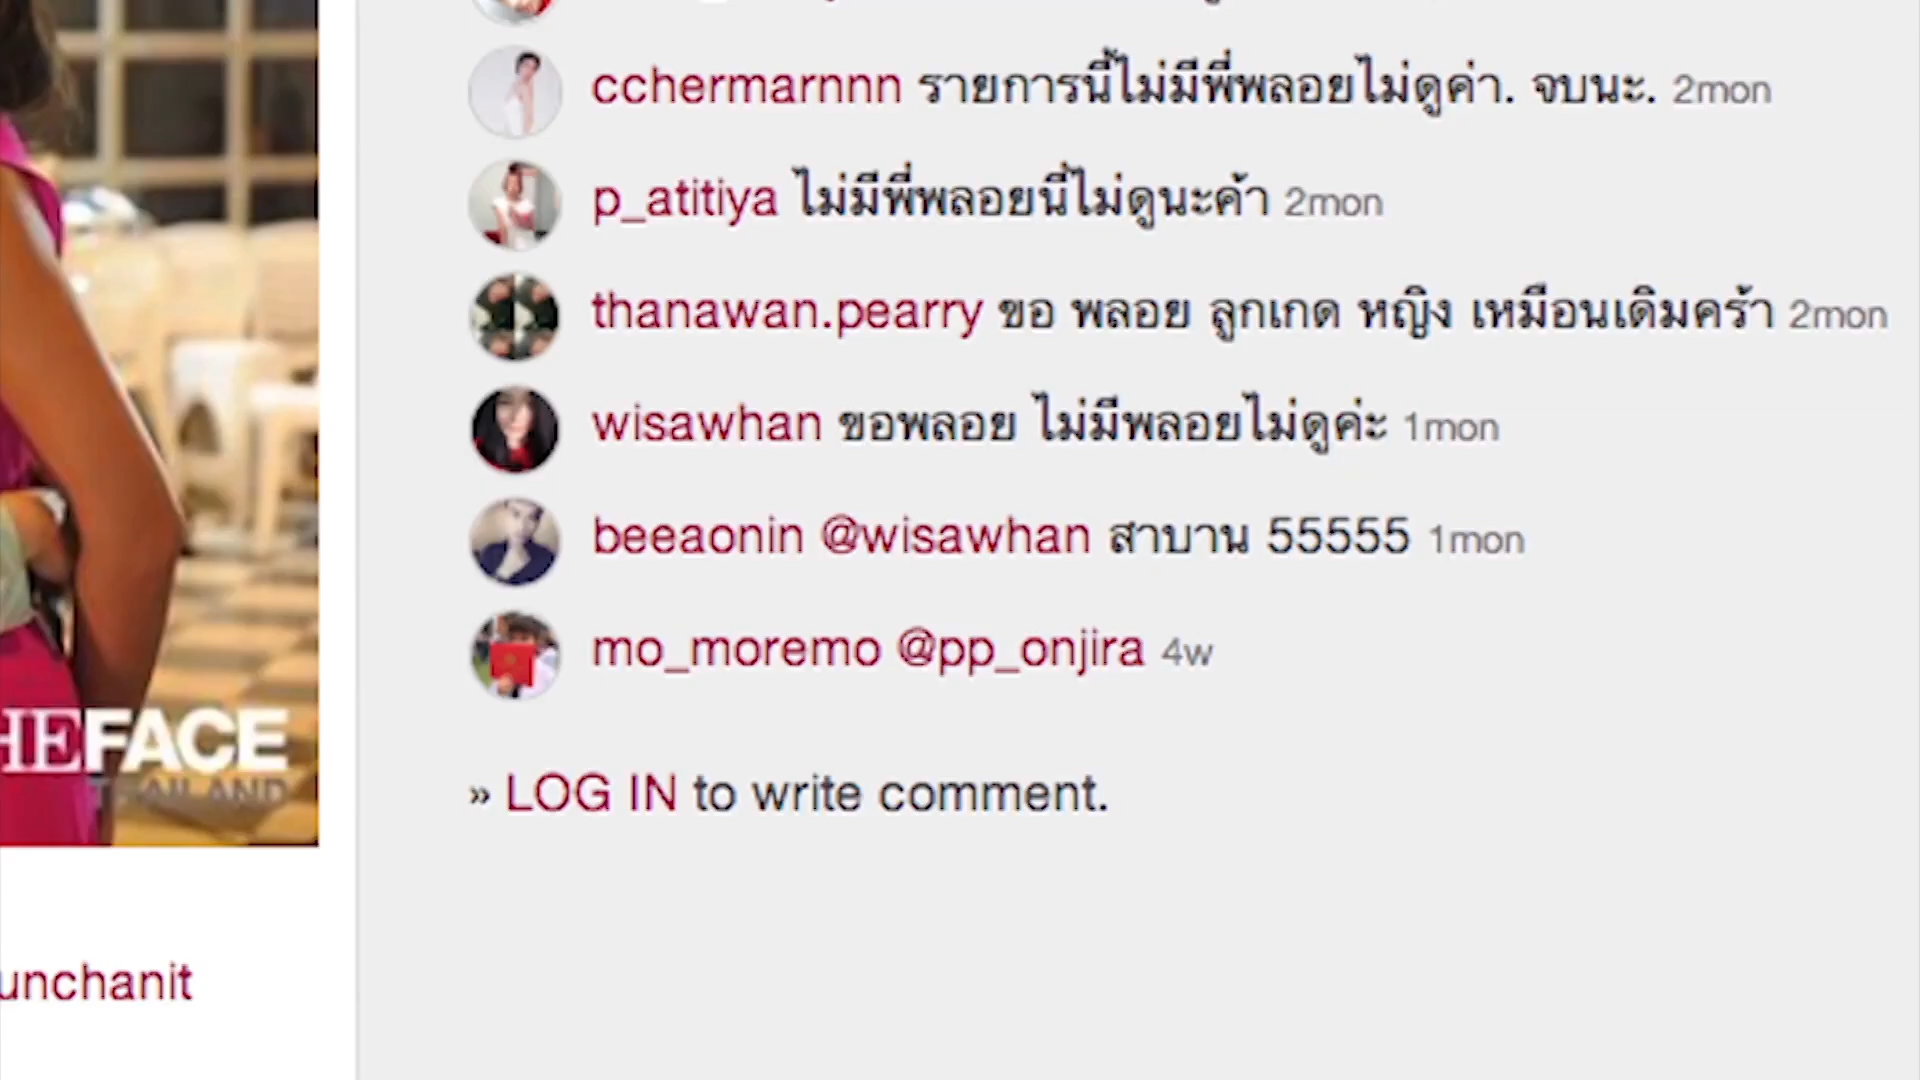 cchermarnnn รายการนี้ไม่มีพี่พลอยไม่ดูค่า. จบนะ. 2mon
p_atitiya ไม่มีพี่พลอยนี่ไม่ดูนะค้า 2mon
thanawan.pearry ขอ พลอย ลูกเกด หญิง เหมือนเดิมคร้า 2mon
wisawhan ขอพลอย ไม่มีพลอยไม่ดูค่ะ 1mon
beeaonin @wisawhan สาบาน 55555 1mon
mo_moremo @pp_onjira 4w
HEFACE
THAILAND
» LOG IN to write comment.
unchanit